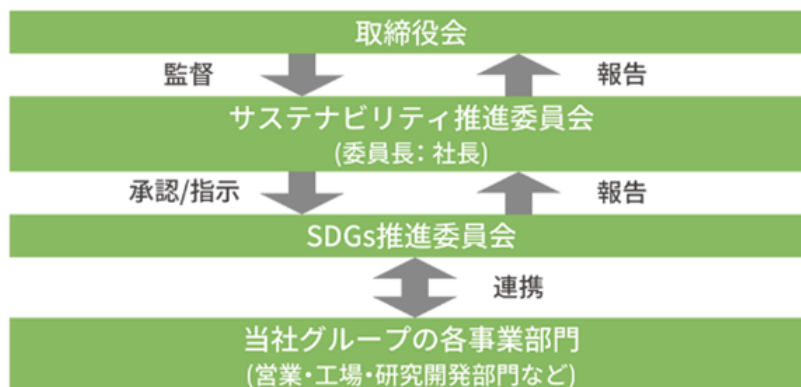 取締役会
監督
報告
サステナビリティ推進委員会
(委員長：社長)
承認/指示
報告
SDGs推進委員会
連携
当社グループの各事業部門
(営業・工場・研究開発部門など)